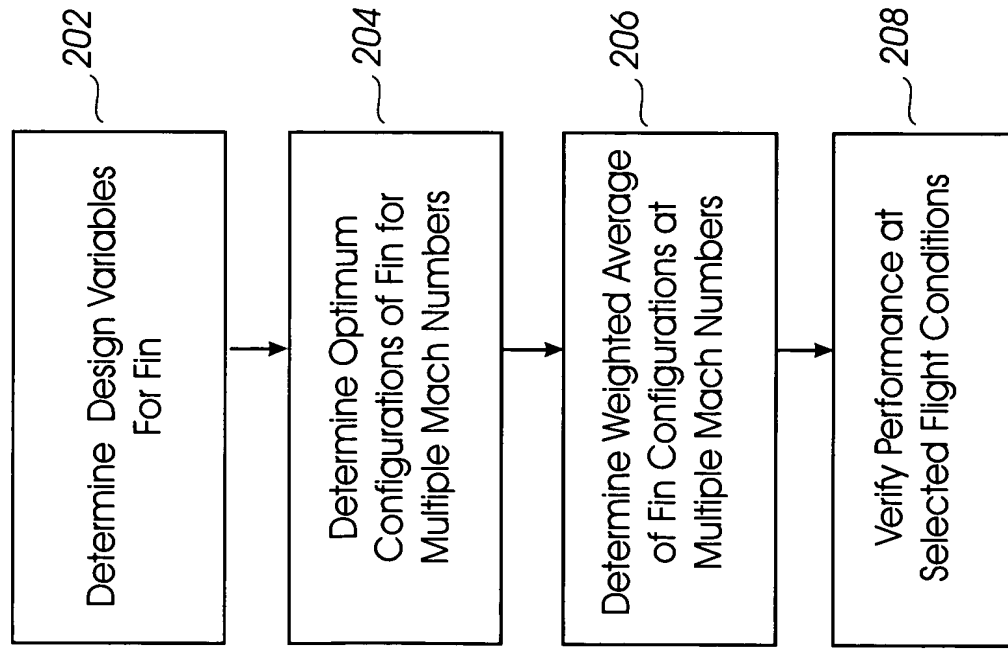 Determine Design Variables
For Fin
202
Determine Optimum
Configurations of Fin for
Multiple Mach Numbers
204
Determine Weighted Average
of Fin Configurations at
Multiple Mach Numbers
206
Verify Performance at
Selected Flight Conditions
208